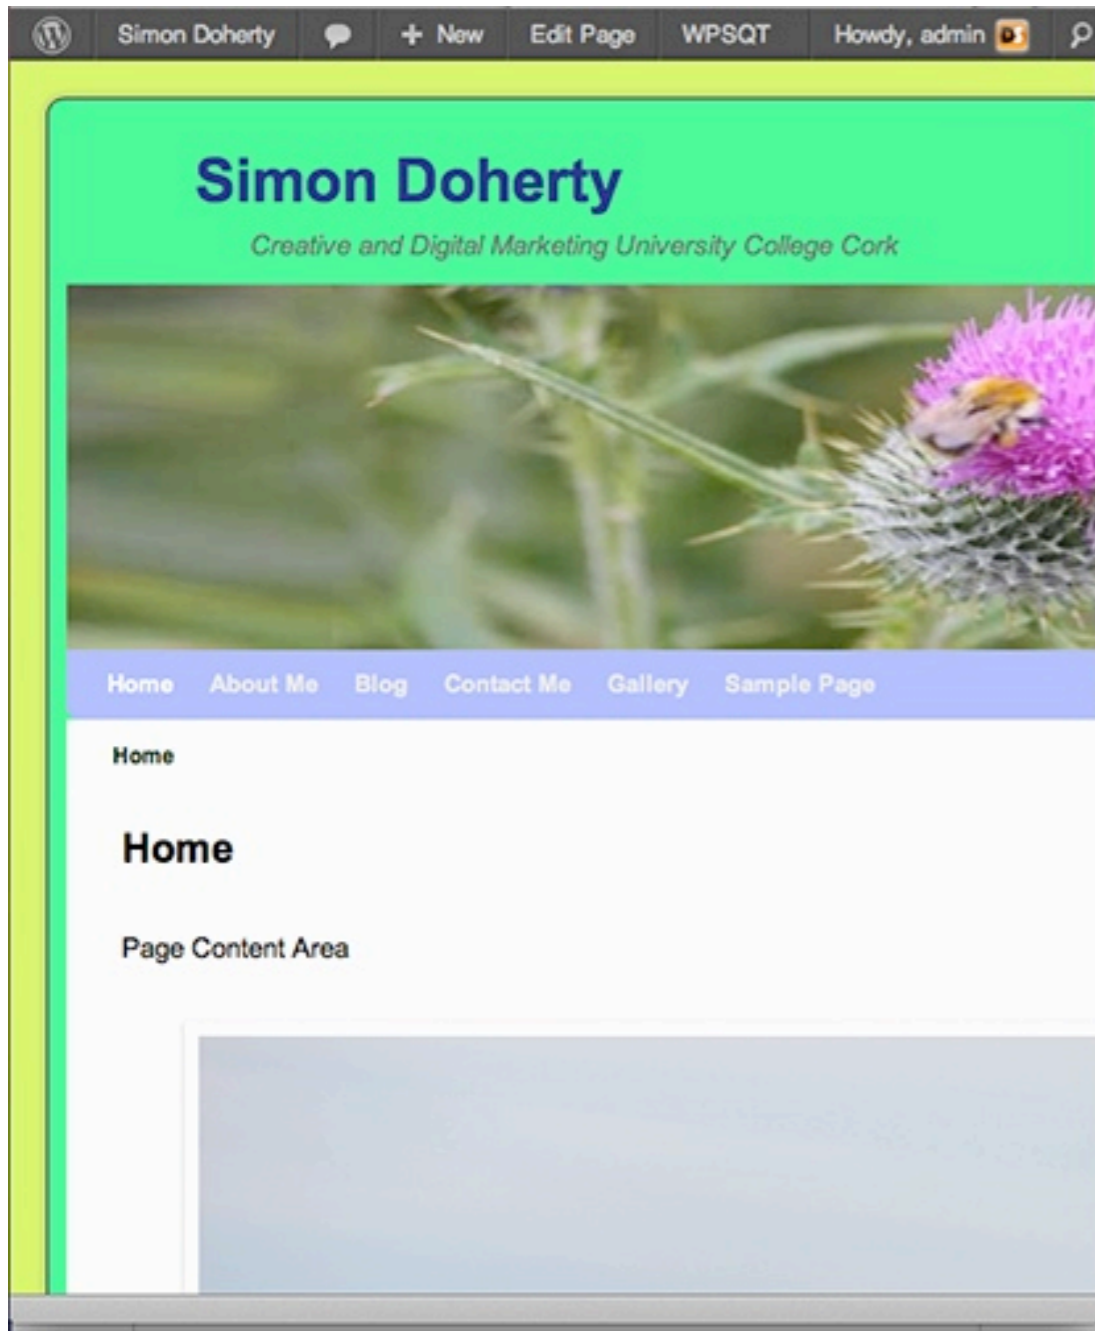 Simon Doherty + New Edit Page WPSQT Howdy, admin DS
Simon Doherty
Creative and Digital Marketing University College Cork
Home About Me Blog Contact Me Gallery Sample Page
Home
Home
Page Content Area